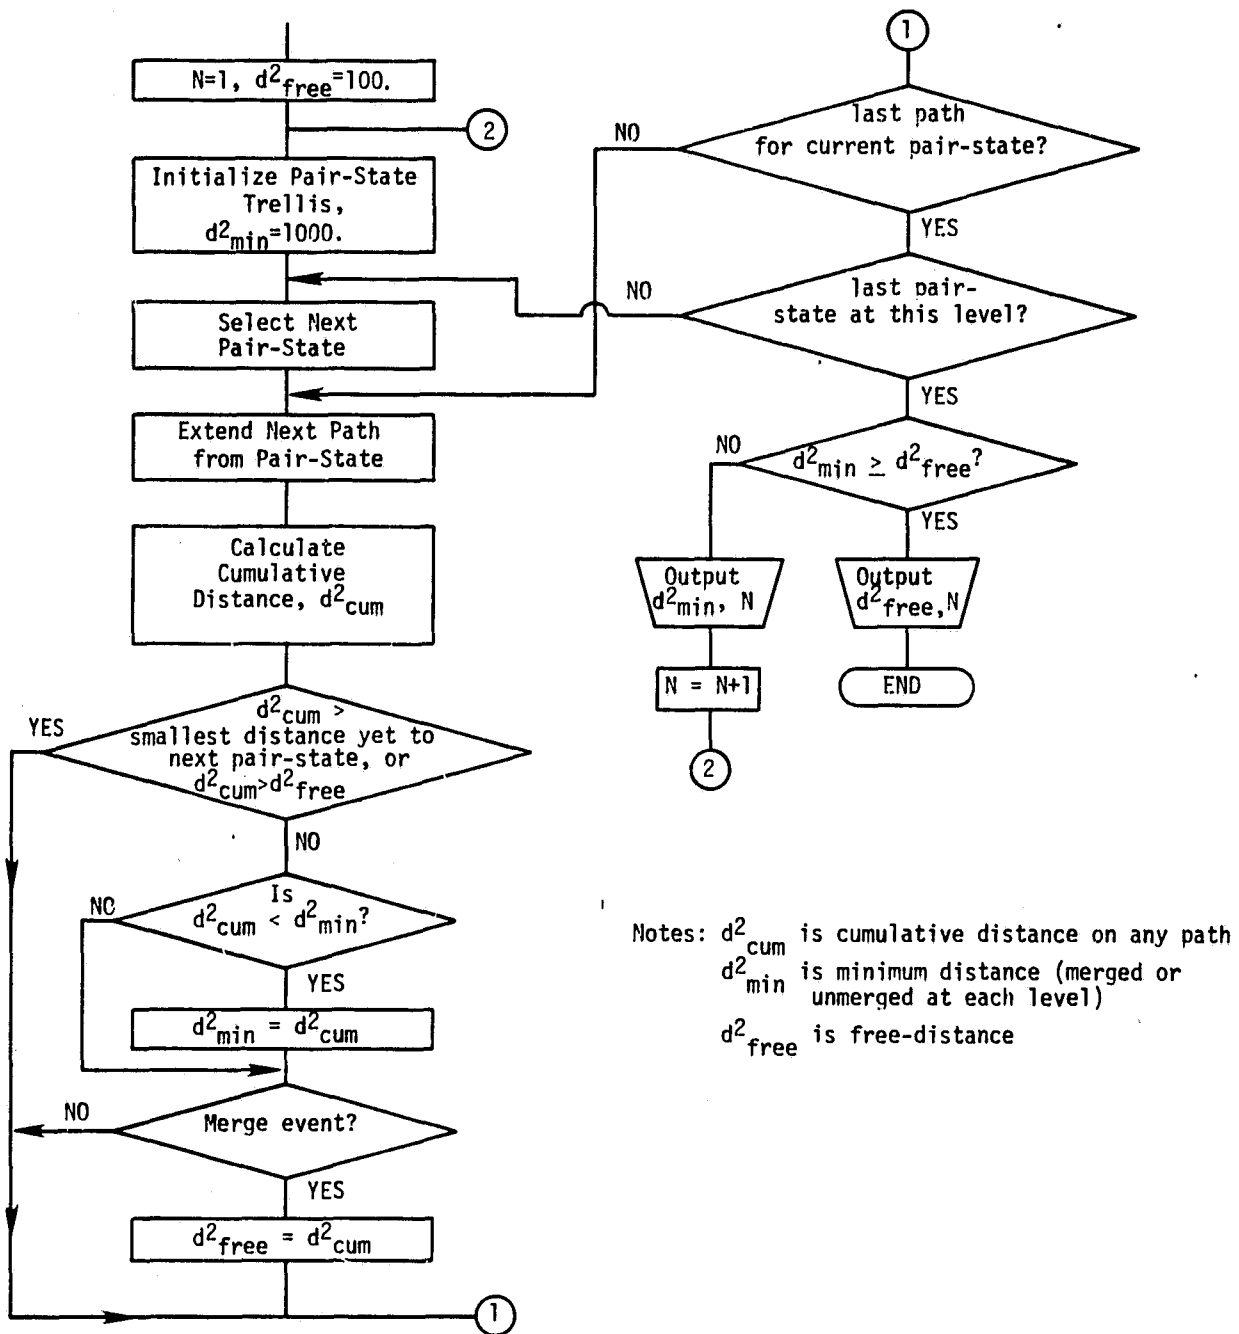 N=1, d²free=100.
2
Initialize Pair-State
Trellis,
d²min=1000.
Select Next
Pair-State
Extend Next Path
from Pair-State
Calculate
Cumulative
Distance, d²cum
d²cum >
smallest distance yet to
next pair-state, or
d²cum>d²free
YES
NO
Is
d²cum < d²min?
NO
YES
d²min = d²cum
Merge event?
NO
YES
d²free = d²cum
1
1
last path
for current pair-state?
NO
YES
last pair-
state at this level?
NO
YES
d²min ≥ d²free?
NO
YES
Output
d²min, N
Output
d²free,N
N = N+1
END
2
Notes: d²cum is cumulative distance on any path
d²min is minimum distance (merged or
unmerged at each level)
d²free is free-distance